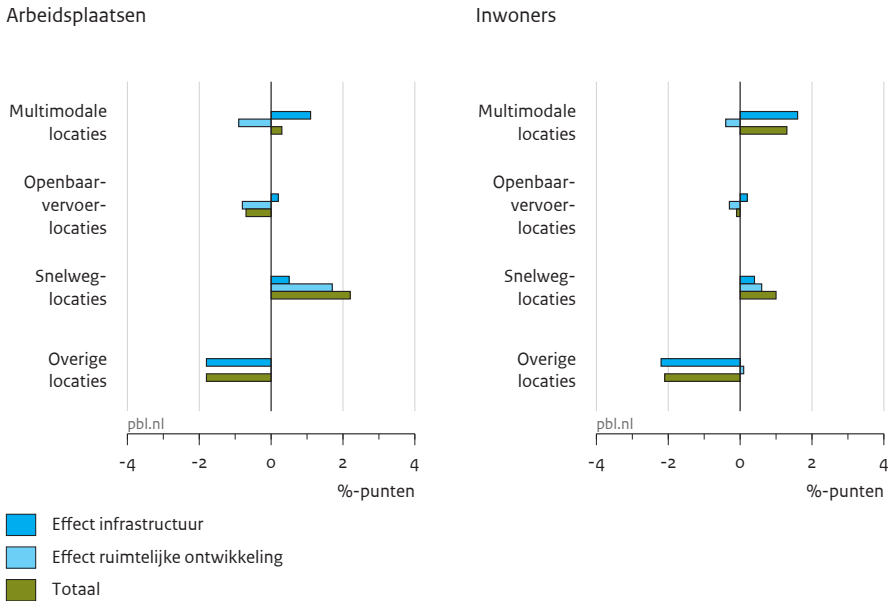 Arbeidsplaatsen
Multimodale
locaties
Openbaar-
vervoer-
locaties
Snelweg-
locaties
Overige
locaties
pbl.nl
-4 -2 0 2 4
%-punten
Inwoners
Multimodale
locaties
Openbaar-
vervoer-
locaties
Snelweg-
locaties
Overige
locaties
pbl.nl
-4 -2 0 2 4
%-punten
Effect infrastructuur
Effect ruimtelijke ontwikkeling
Totaal